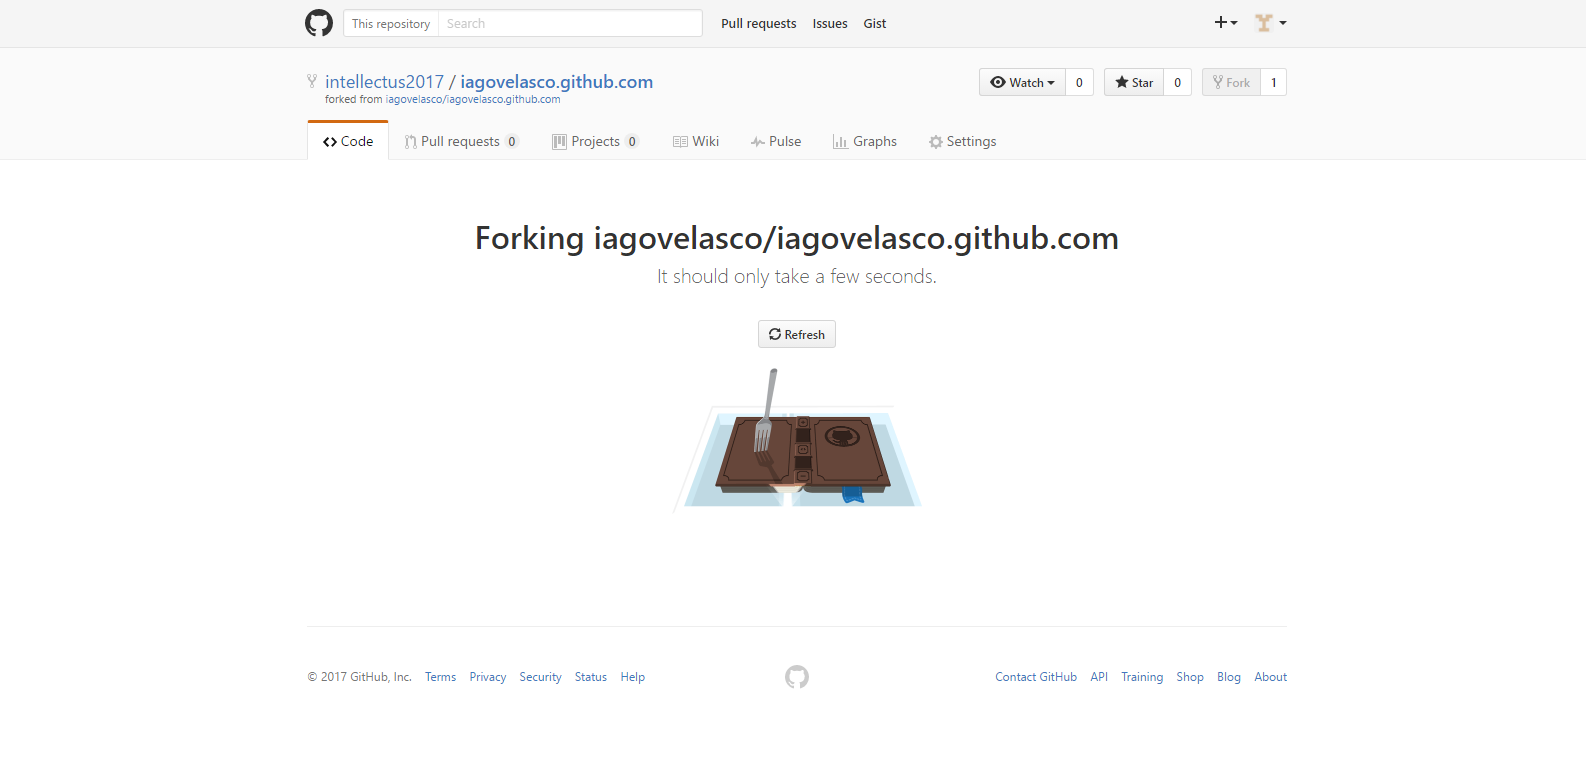 This repository Search Pull requests Issues Gist
intellectus2017 / iagovelasco.github.com Watch 0 Star 0 Fork 1
forked from iagovelasco/iagovelasco.github.com
Code Pull requests 0 Projects 0 Wiki Pulse Graphs Settings
Forking iagovelasco/iagovelasco.github.com
It should only take a few seconds.
Refresh
© 2017 GitHub, Inc. Terms Privacy Security Status Help Contact GitHub API Training Shop Blog About